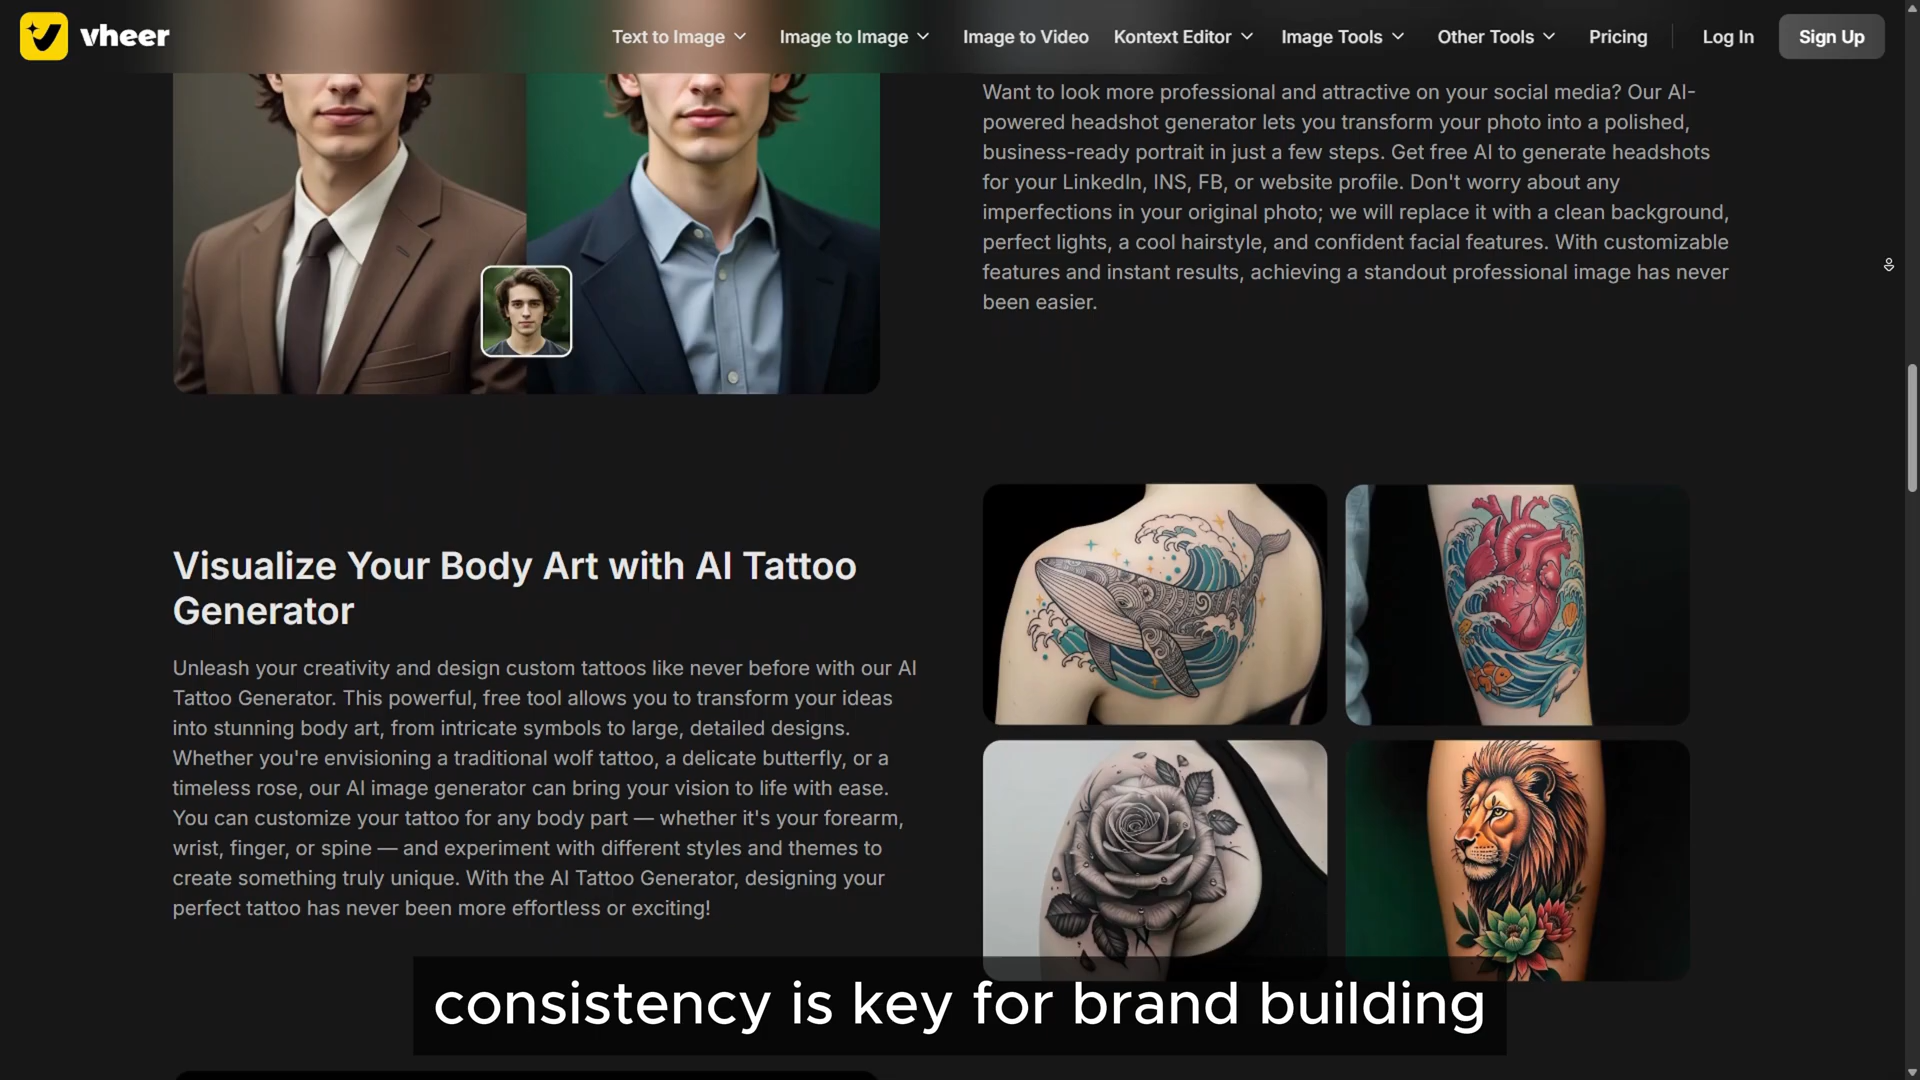 vheer
Text to Image
Image to Image
Image to Video
Kontext Editor
Image Tools
Other Tools
Pricing
Log In
Sign Up
Want to look more professional and attractive on your social media? Our AI-
powered headshot generator lets you transform your photo into a polished,
business-ready portrait in just a few steps. Get free AI to generate headshots
for your LinkedIn, INS, FB, or website profile. Don't worry about any
imperfections in your original photo; we will replace it with a clean background,
perfect lights, a cool hairstyle, and confident facial features. With customizable
features and instant results, achieving a standout professional image has never
been easier.
Visualize Your Body Art with AI Tattoo
Generator
Unleash your creativity and design custom tattoos like never before with our AI
Tattoo Generator. This powerful, free tool allows you to transform your ideas
into stunning body art, from intricate symbols to large, detailed designs.
Whether you're envisioning a traditional wolf tattoo, a delicate butterfly, or a
timeless rose, our AI image generator can bring your vision to life with ease.
You can customize your tattoo for any body part — whether it's your forearm,
wrist, finger, or spine — and experiment with different styles and themes to
create something truly unique. With the AI Tattoo Generator, designing your
perfect tattoo has never been more effortless or exciting!
consistency is key for brand building